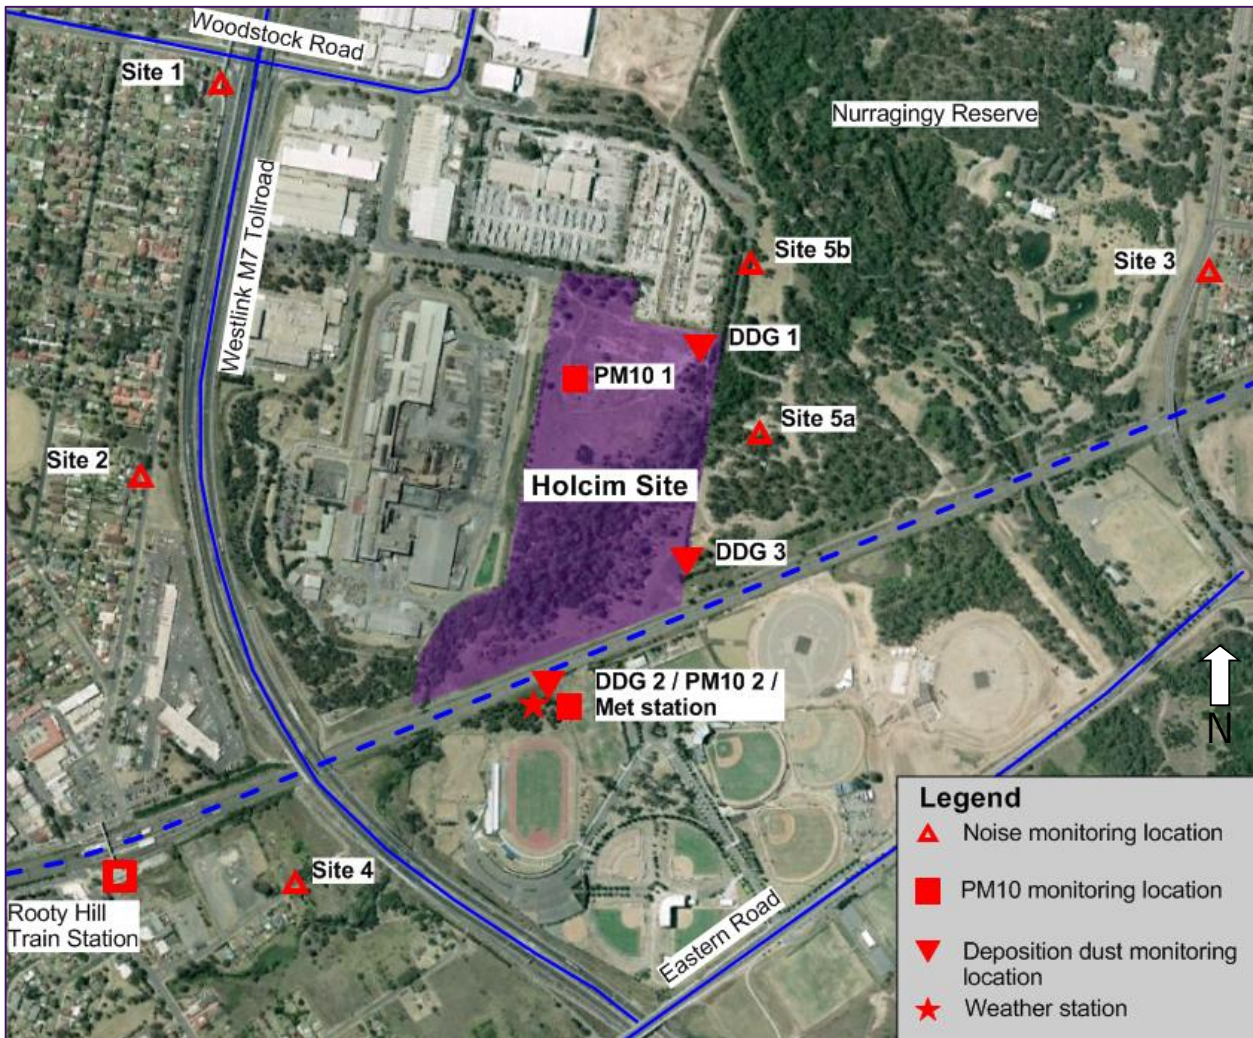 Woodstock Road
Site 1
Nurragingy Reserve
Westlink M7 Tollroad
Site 5b
Site 3
DDG 1
PM10 1
Site 5a
Site 2
Holcim Site
DDG 3
DDG 2 / PM10 2 /
Met station
N
Legend
Noise monitoring location
PM10 monitoring location
Deposition dust monitoring
location
Weather station
Site 4
Rooty Hill
Train Station
Eastern Road